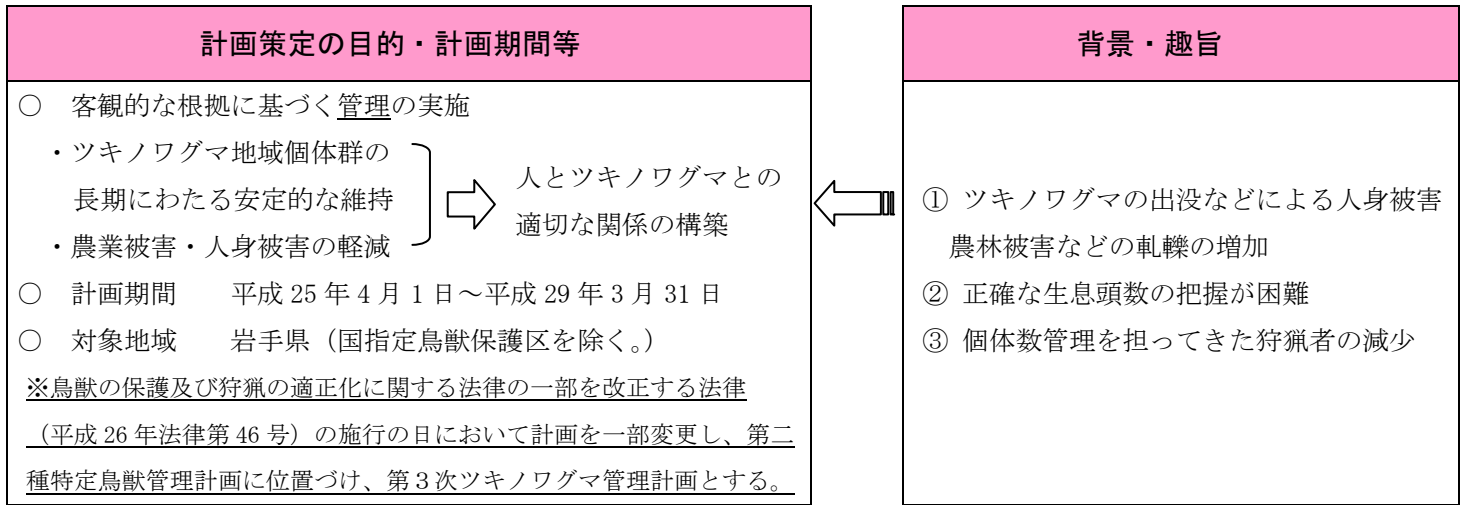 計画策定の目的・計画期間等
○ 客観的な根拠に基づく管理の実施
・ツキノワグマ地域個体群の
長期にわたる安定的な維持
・農業被害・人身被害の軽減
人とツキノワグマとの
適切な関係の構築
○ 計画期間 平成 25 年 4 月 1 日～平成 29 年 3 月 31 日
○ 対象地域 岩手県（国指定鳥獣保護区を除く。）
※鳥獣の保護及び狩猟の適正化に関する法律の一部を改正する法律
（平成 26 年法律第 46 号）の施行の日において計画を一部変更し、第二
種特定鳥獣管理計画に位置づけ、第３次ツキノワグマ管理計画とする。
背景・趣旨
① ツキノワグマの出没などによる人身被害
農林被害などの軋轢の増加
② 正確な生息頭数の把握が困難
③ 個体数管理を担ってきた狩猟者の減少